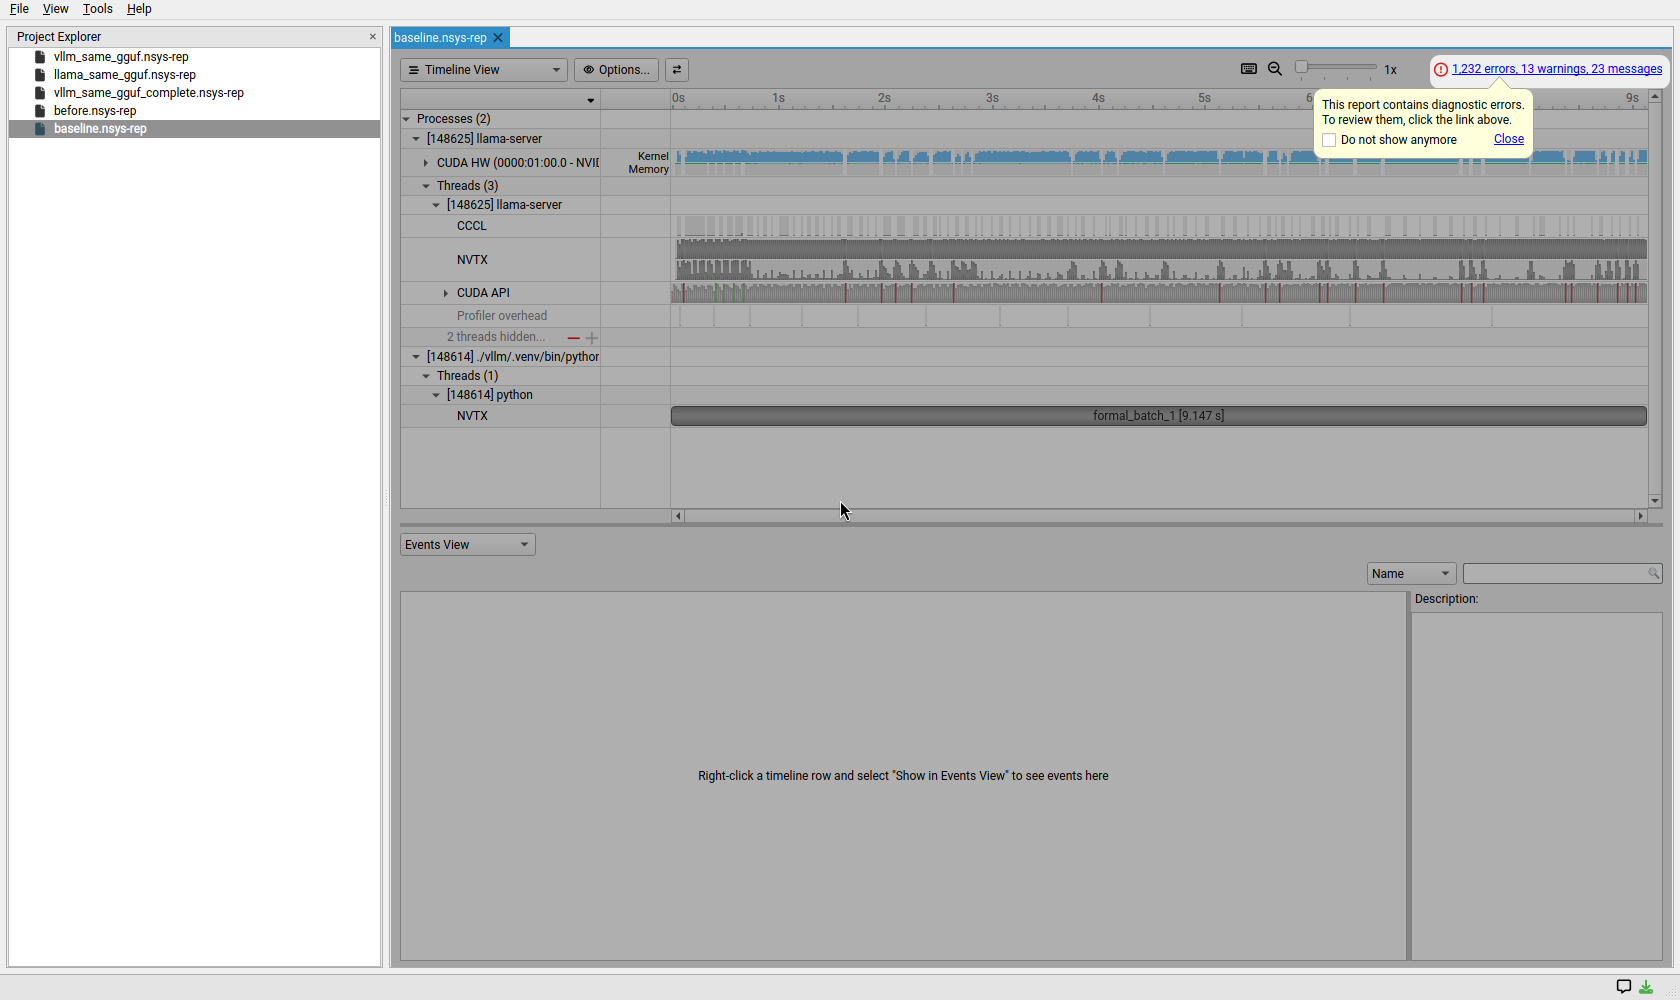 File View Tools Help
Project Explorer
vllm_same_gguf.nsys-rep
llama_same_gguf.nsys-rep
vllm_same_gguf_complete.nsys-rep
before.nsys-rep
baseline.nsys-rep
baseline.nsys-rep
Timeline View
Options...
1x
1,232 errors, 13 warnings, 23 messages
This report contains diagnostic errors.
To review them, click the link above.
Do not show anymore
Close
0s 1s 2s 3s 4s 5s 6 9s
Processes (2)
[148625] llama-server
CUDA HW (0000:01:00.0 - NVID
Kernel
Memory
Threads (3)
[148625] llama-server
CCCL
NVTX
CUDA API
Profiler overhead
2 threads hidden...
[148614] ./vllm/.venv/bin/python
Threads (1)
[148614] python
NVTX
formal_batch_1 [9.147 s]
Events View
Name
Description:
Right-click a timeline row and select "Show in Events View" to see events here